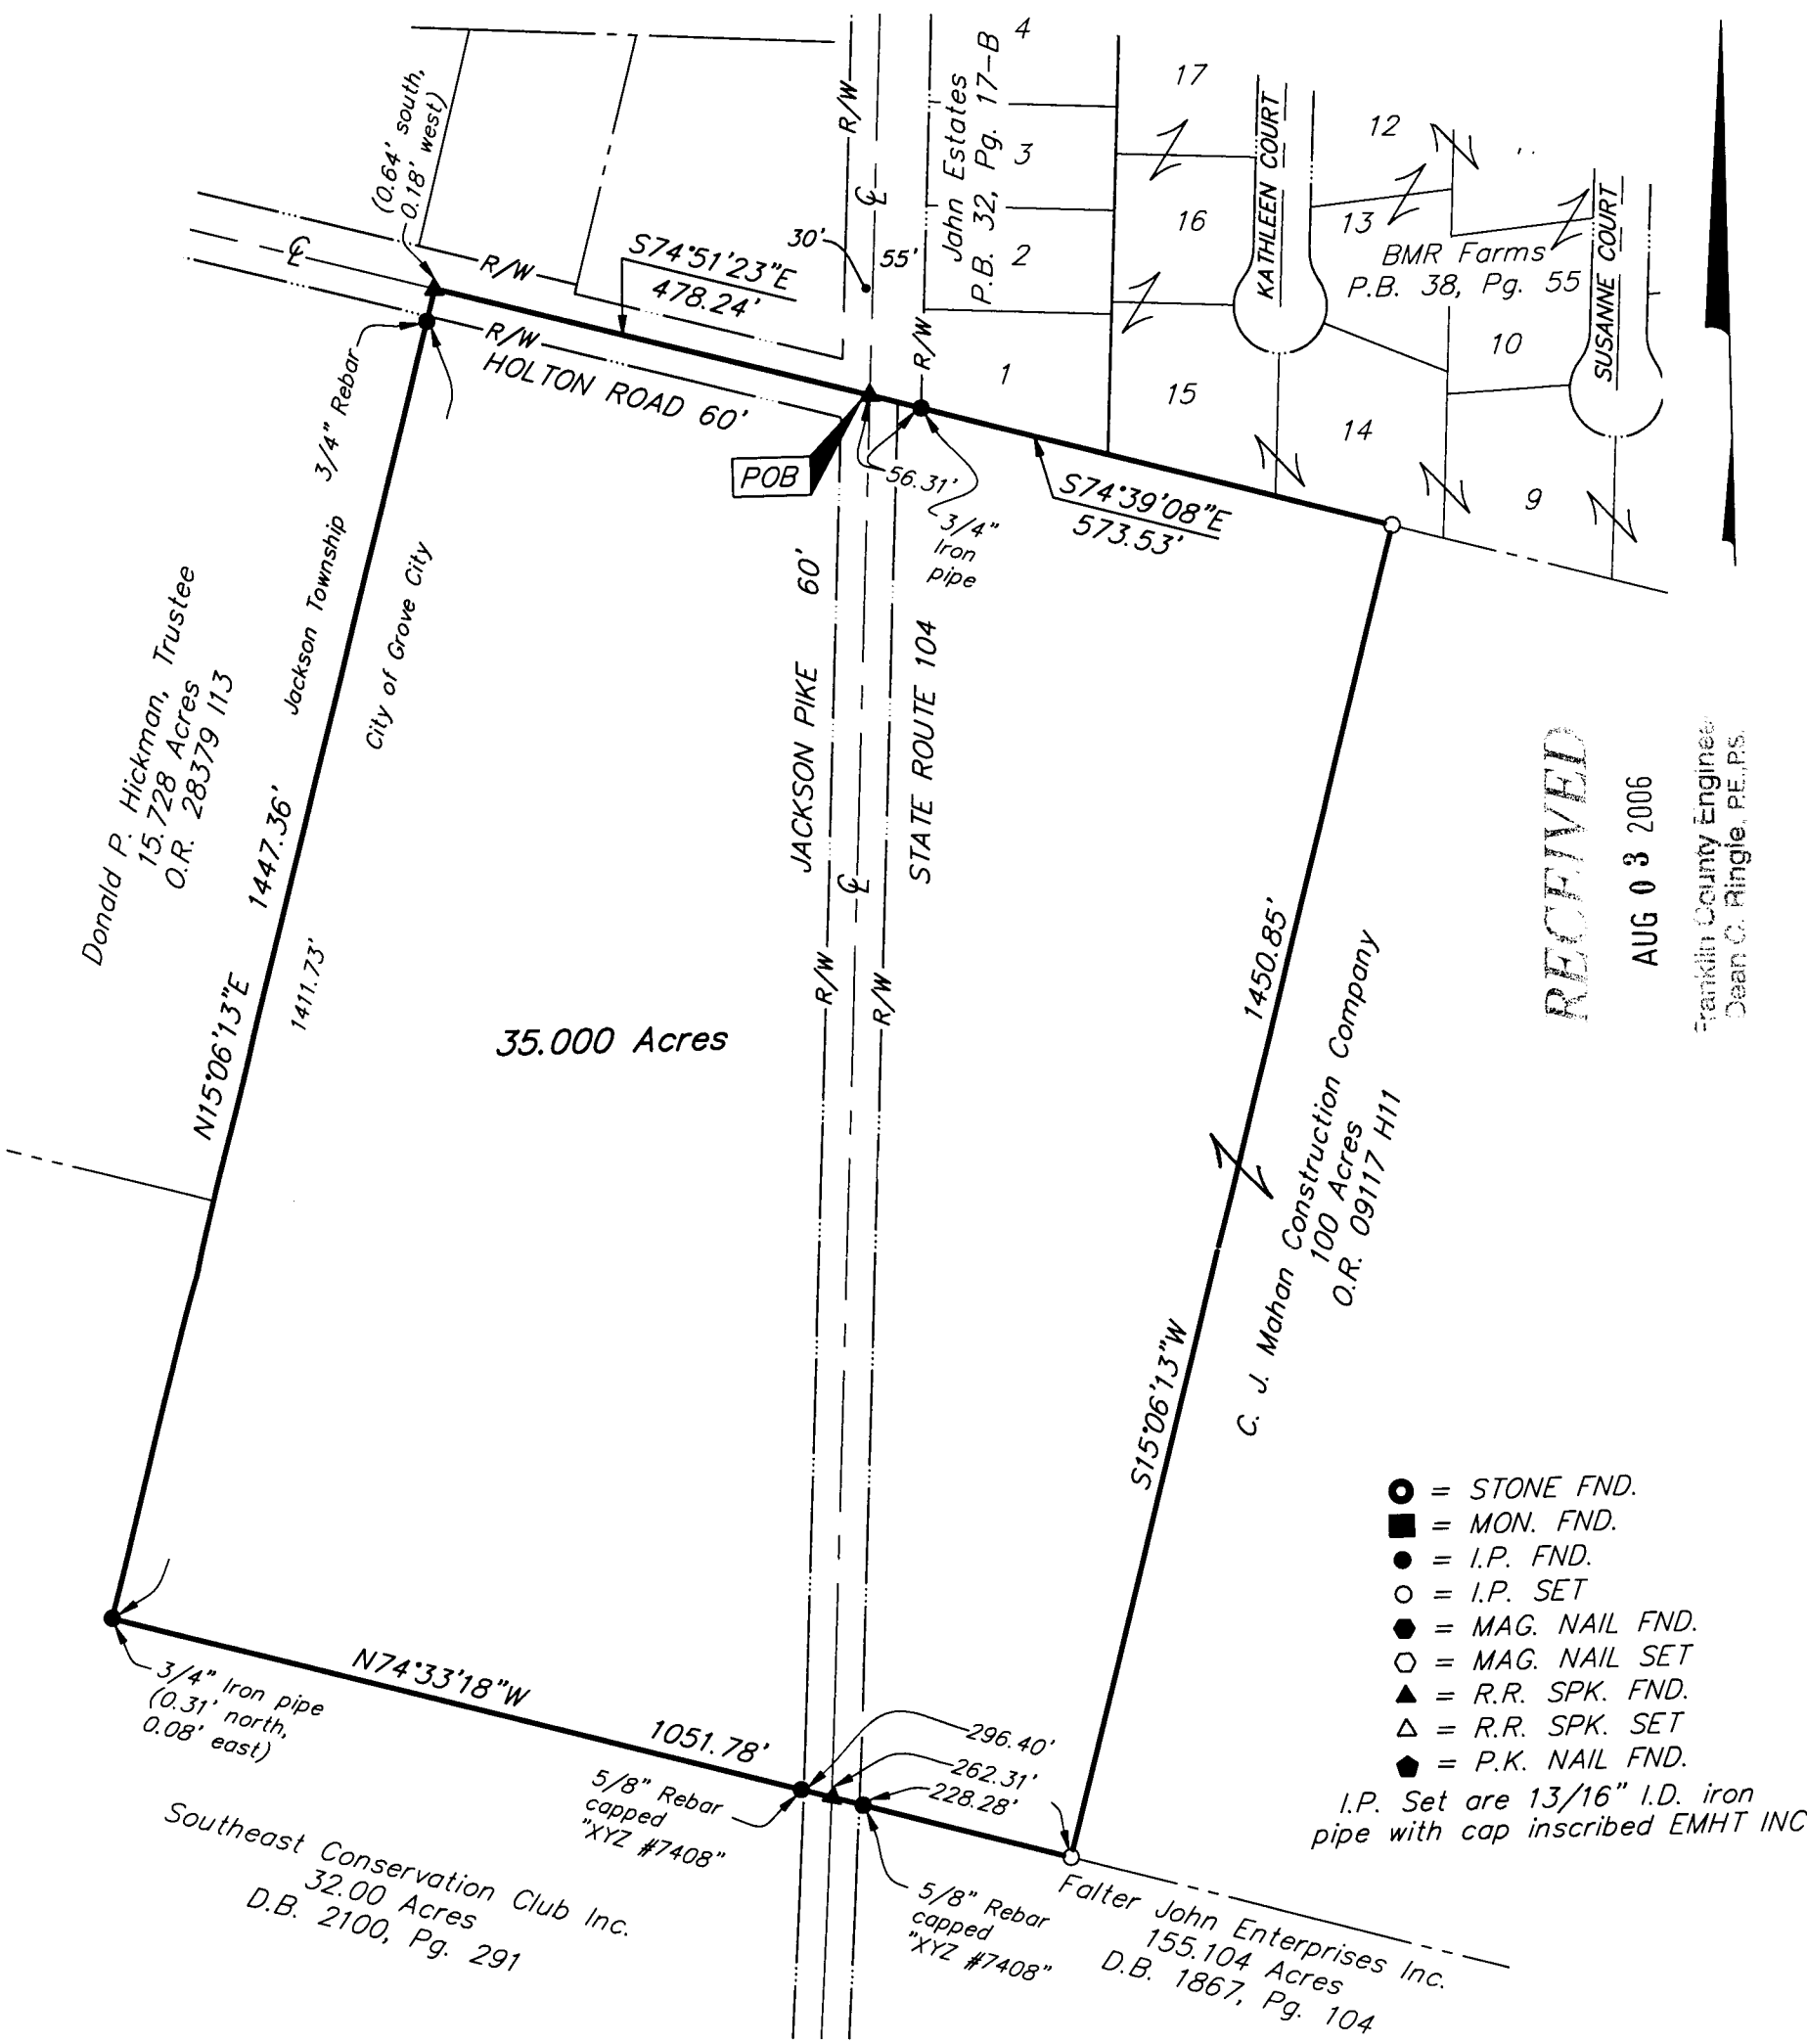 4
17
12
3
16
13
2
10
1
15
14
9
Jahn Estates
P.B. 32, Pg. 17-B
KATHLEEN COURT
SUSANNE COURT
BMR Farms
P.B. 38, Pg. 55
(0.64' south,
0.18' west)
R/W
℄
℄
R/W
S74°51'23"E
478.24'
30'
55'
R/W
R/W
HOLTON ROAD 60'
3/4" Rebar
POB
56.31'
3/4"
Iron
pipe
S74°39'08"E
573.53'
Donald P. Hickman, Trustee
15.728 Acres
O.R. 28379 I13
Jackson Township
City of Grove City
N15°06'13"E 1447.36'
1411.73'
JACKSON PIKE 60'
STATE ROUTE 104
℄
R/W
R/W
35.000 Acres
1450.85'
S15°06'13"W
C. J. Mahan Construction Company
100 Acres
O.R. 09117 H11
RECEIVED
AUG 03 2006
Franklin County Engineer
Dean C. Ringle, P.E., P.S.
= STONE FND.
= MON. FND.
= I.P. FND.
= I.P. SET
= MAG. NAIL FND.
= MAG. NAIL SET
= R.R. SPK. FND.
= R.R. SPK. SET
= P.K. NAIL FND.
I.P. Set are 13/16" I.D. iron
pipe with cap inscribed EMHT INC
3/4" Iron pipe
(0.31' north,
0.08' east)
N74°33'18"W 1051.78'
296.40'
262.31'
228.28'
5/8" Rebar
capped
"XYZ #7408"
5/8" Rebar
capped
"XYZ #7408"
Southeast Conservation Club Inc.
32.00 Acres
D.B. 2100, Pg. 291
Falter John Enterprises Inc.
155.104 Acres
D.B. 1867, Pg. 104